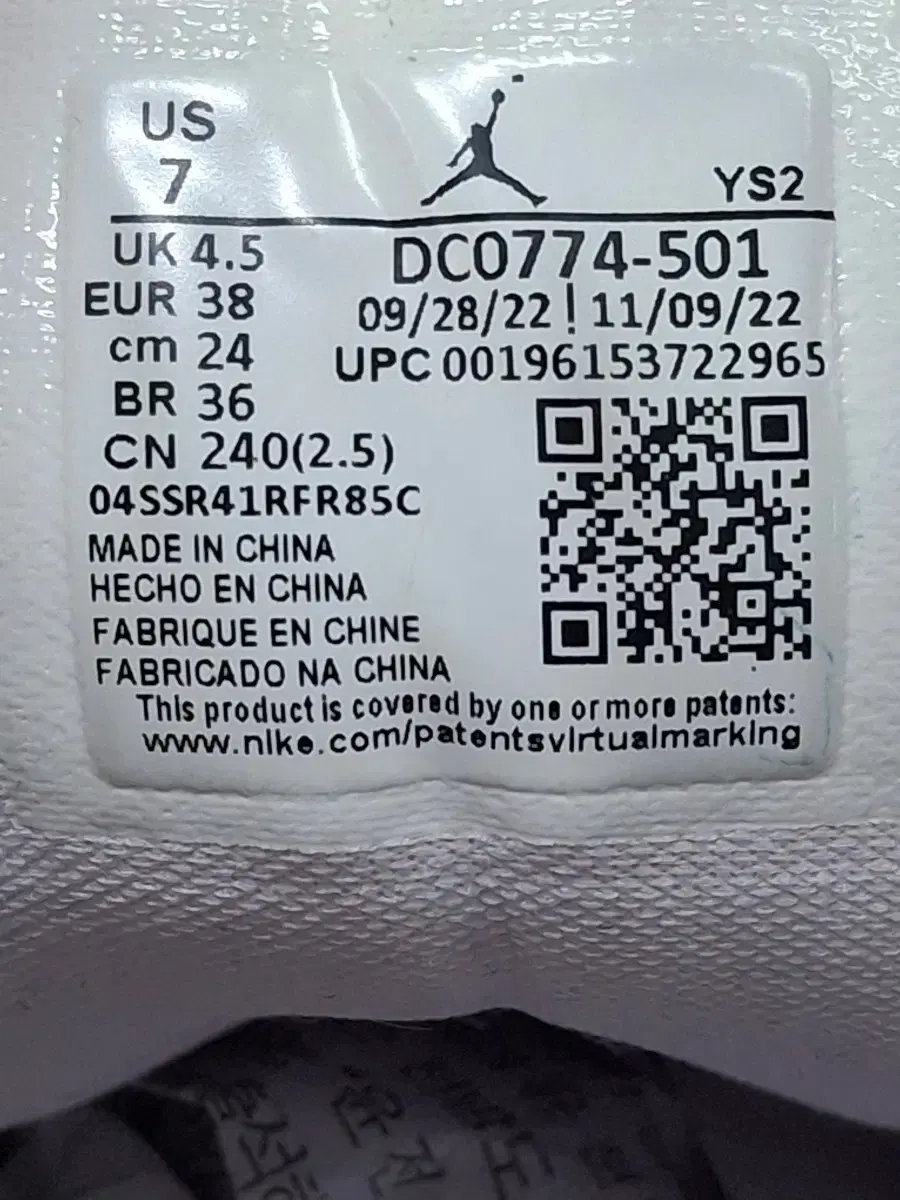 US
7
YS2
UK 4.5
DC0774-501
EUR 38
09/28/22 | 11/09/22
cm 24
UPC 00196153722965
BR 36
CN 240(2.5)
04SSR41RFR85C
MADE IN CHINA
HECHO EN CHINA
FABRIQUE EN CHINE
FABRICADO NA CHINA
This product is covered by one or more patents:
www.nike.com/patentsvirtualmarking